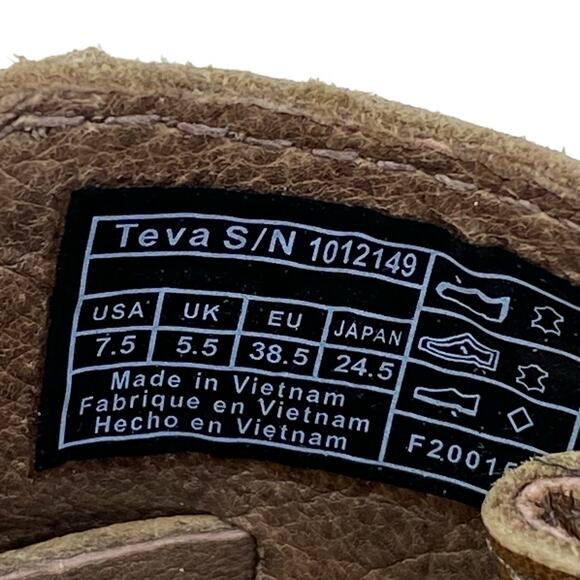 Teva S/N 1012149
USA UK EU JAPAN
7.5 5.5 38.5 24.5
Made in Vietnam
Fabrique en Vietnam
Hecho en Vietnam